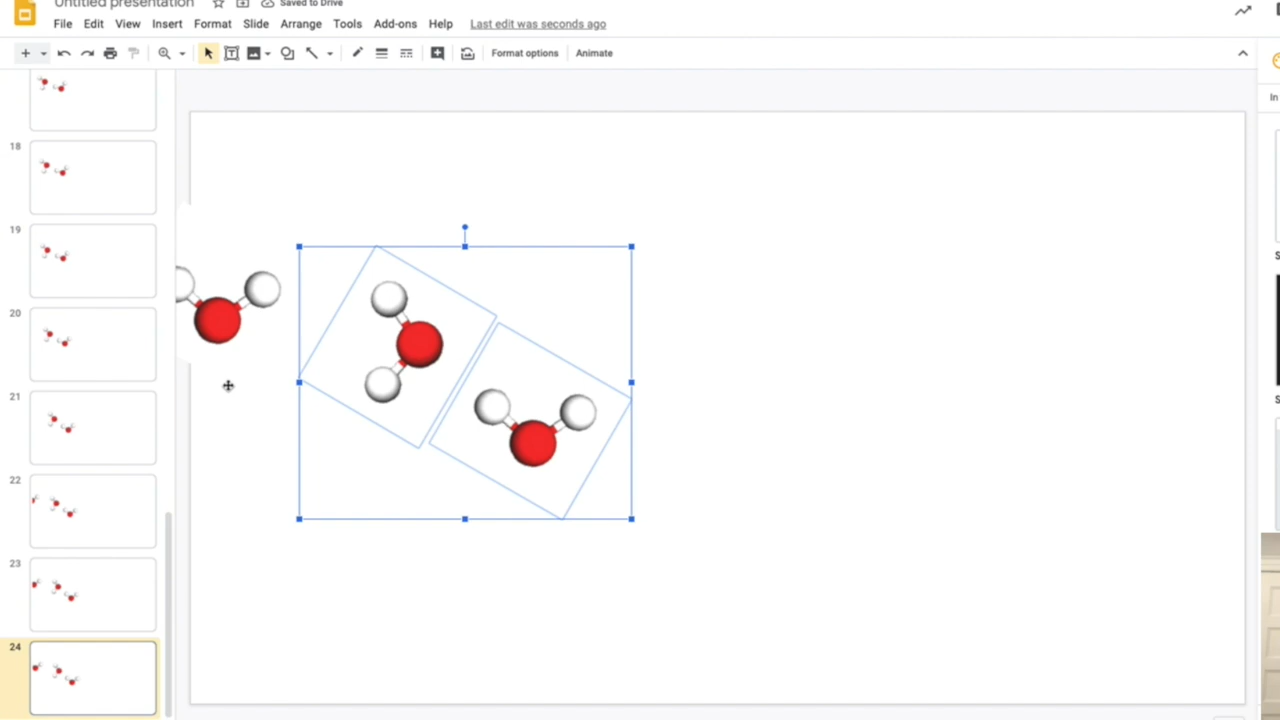 Untitled presentation
Saved to Drive
File Edit View Insert Format Slide Arrange Tools Add-ons Help Last edit was seconds ago
Format options Animate
In
18
19
20
21
22
23
24
S
S